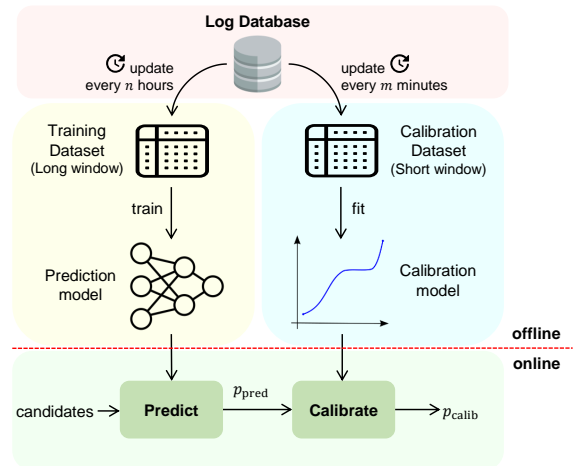 Log Database
update
every n hours
update
every m minutes
Training
Dataset
(Long window)
Calibration
Dataset
(Short window)
train
fit
Prediction
model
Calibration
model
offline
online
candidates
Predict
p_pred
Calibrate
p_calib